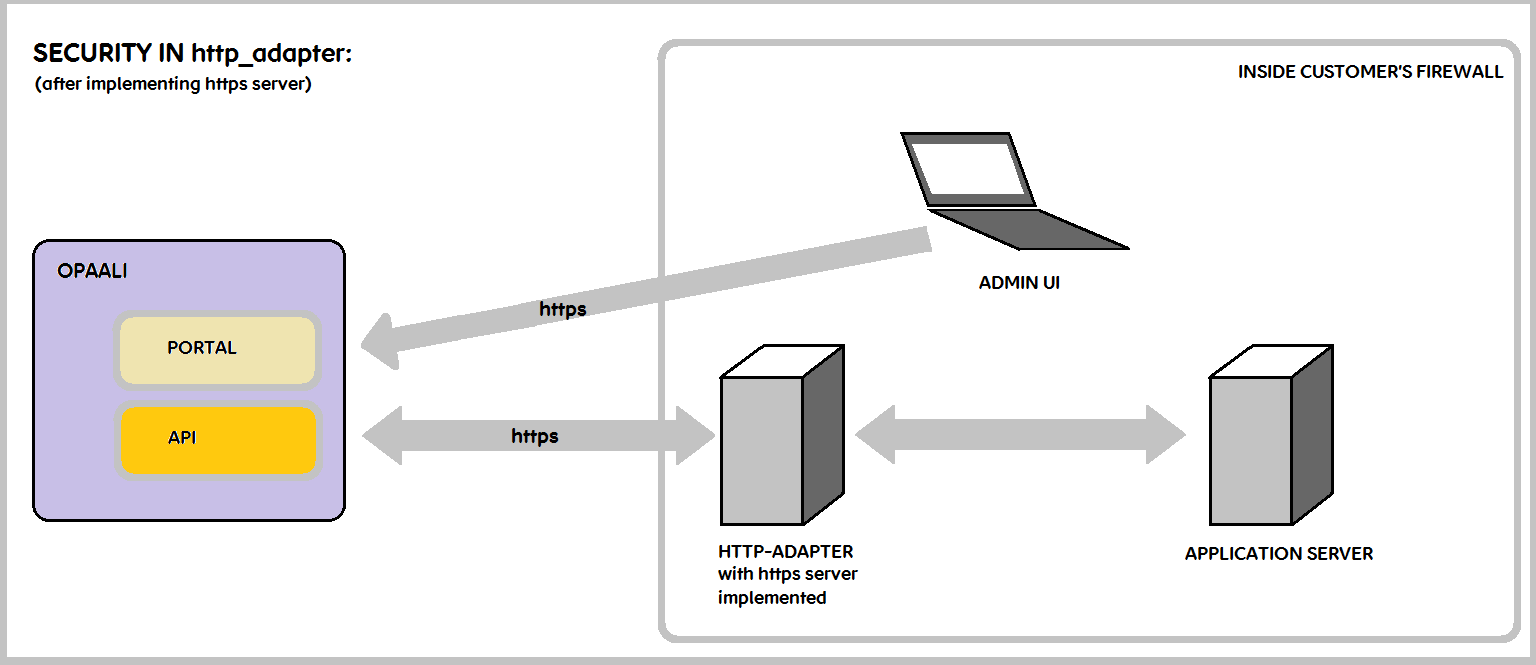 SECURITY IN http_adapter:
(after implementing https server)
INSIDE CUSTOMER'S FIREWALL
OPAALI
PORTAL
API
https
https
ADMIN UI
HTTP-ADAPTER
with https server
implemented
APPLICATION SERVER